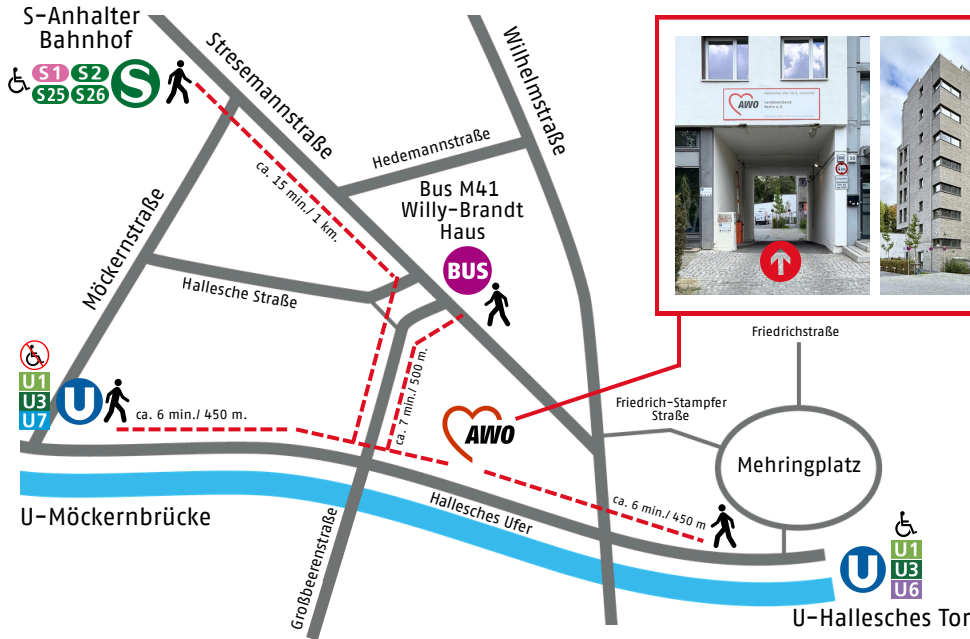 S-Anhalter
Bahnhof
S1 S2
S25 S26
S
Stresemannstraße
Wilhelmstraße
Hedemannstraße
Möckernstraße
ca. 15 min./ 1 km.
Bus M41
Willy-Brandt
Haus
BUS
Hallesche Straße
AWO
Landesverband
Berlin e.V.
Friedrichstraße
U1
U3
U7
U
ca. 6 min./ 450 m.
ca. 7 min./ 500 m.
AWO
Friedrich-Stampfer
Straße
Mehringplatz
U-Möckernbrücke
Hallesches Ufer
ca. 6 min./ 450 m
Großbeerenstraße
U
U1
U3
U6
U-Hallesches Tor